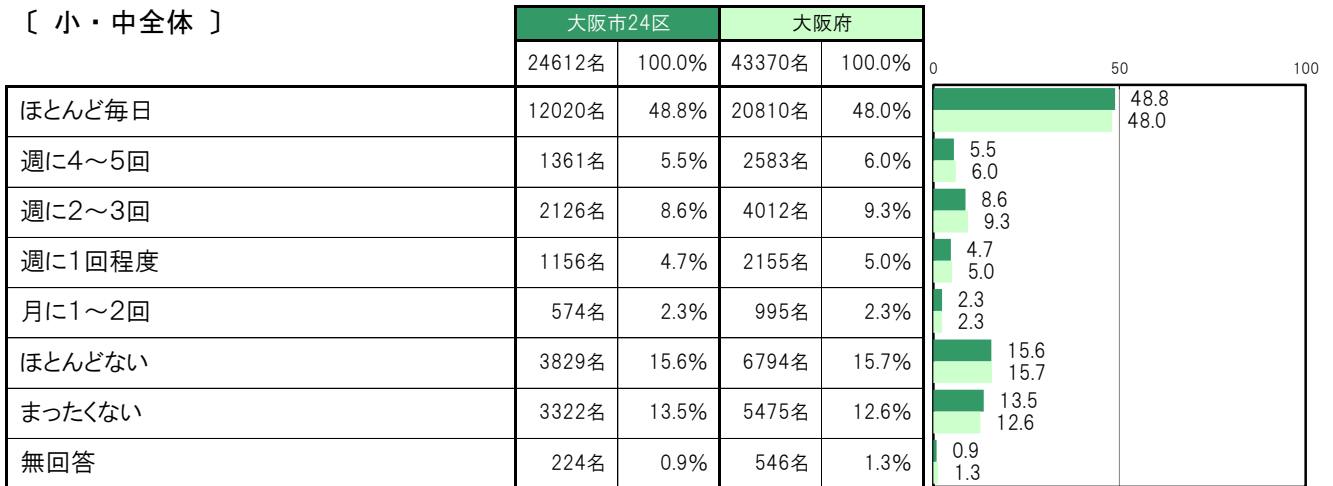 〔 小・中全体 〕
大阪市24区 大阪府
24612名 100.0% 43370名 100.0%
0 50 100
ほとんど毎日 12020名 48.8% 20810名 48.0% 48.8
48.0
週に4～5回 1361名 5.5% 2583名 6.0% 5.5
6.0
週に2～3回 2126名 8.6% 4012名 9.3% 8.6
9.3
週に1回程度 1156名 4.7% 2155名 5.0% 4.7
5.0
月に1～2回 574名 2.3% 995名 2.3% 2.3
2.3
ほとんどない 3829名 15.6% 6794名 15.7% 15.6
15.7
まったくない 3322名 13.5% 5475名 12.6% 13.5
12.6
無回答 224名 0.9% 546名 1.3% 0.9
1.3